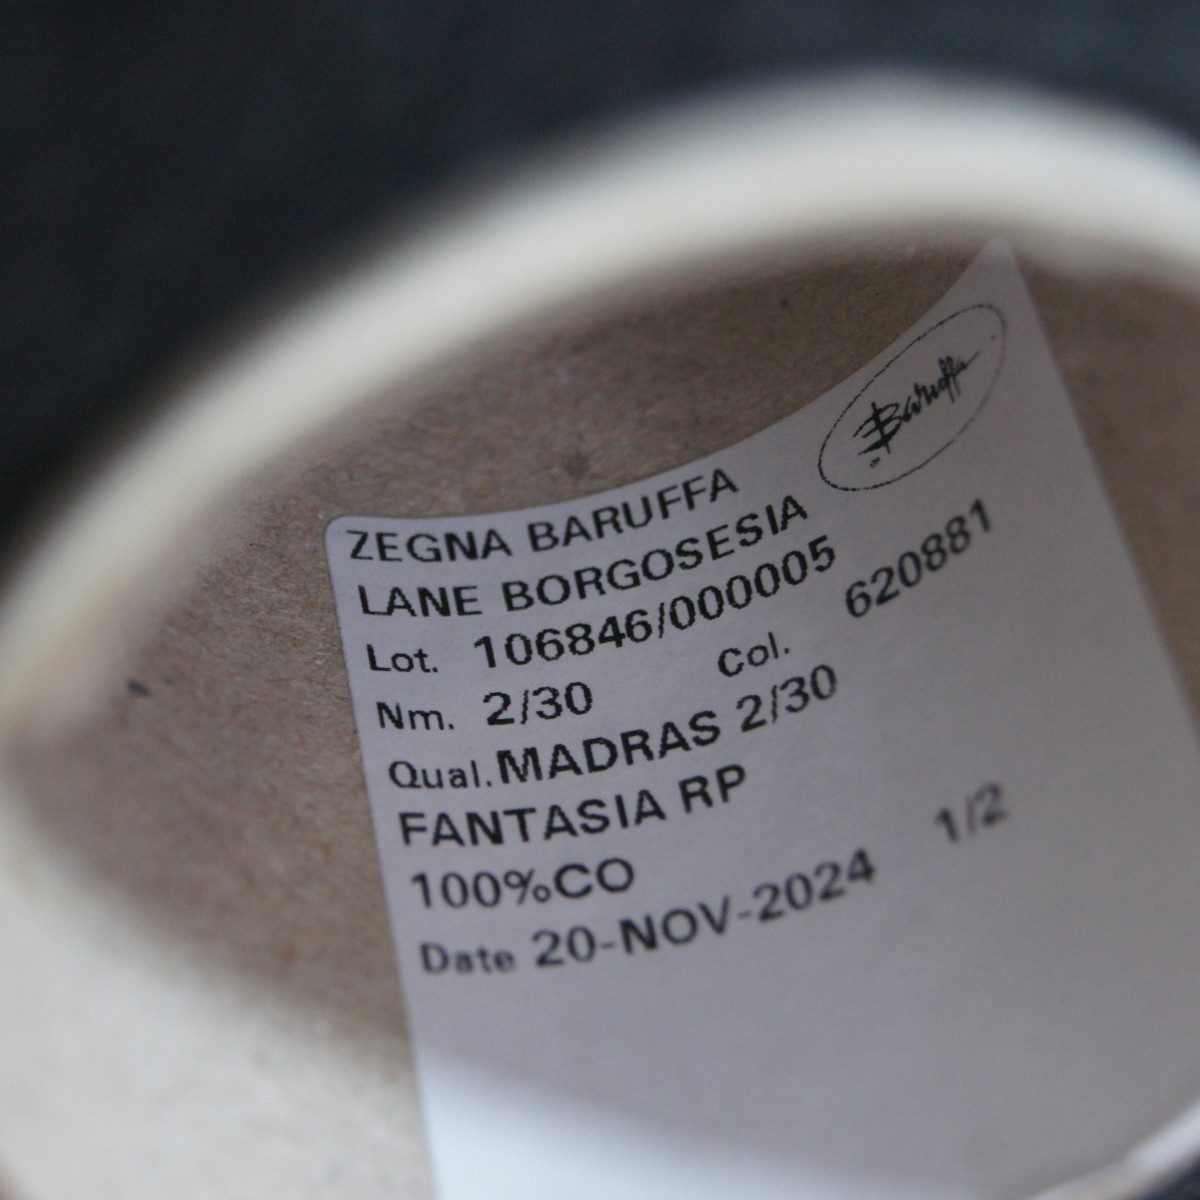 Baruffa
ZEGNA BARUFFA
LANE BORGOSESIA
Lot. 106846/000005
Nm. 2/30 Col. 620881
Qual. MADRAS 2/30
FANTASIA RP
100%CO
Date 20-NOV-2024 1/2